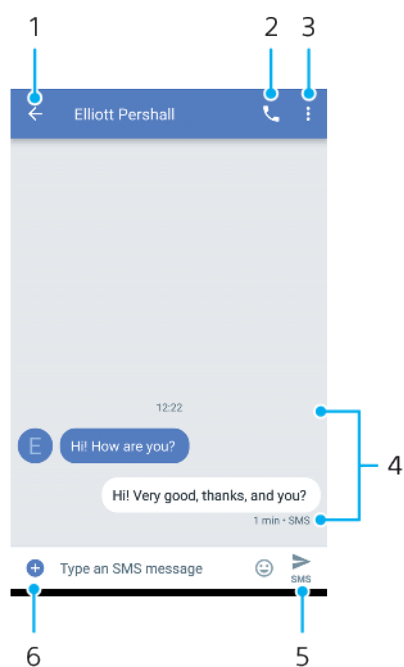 1 2 3
Elliott Pershall
12:22
E Hi! How are you?
Hi! Very good, thanks, and you?
4
1 min • SMS
Type an SMS message
SMS
6 5